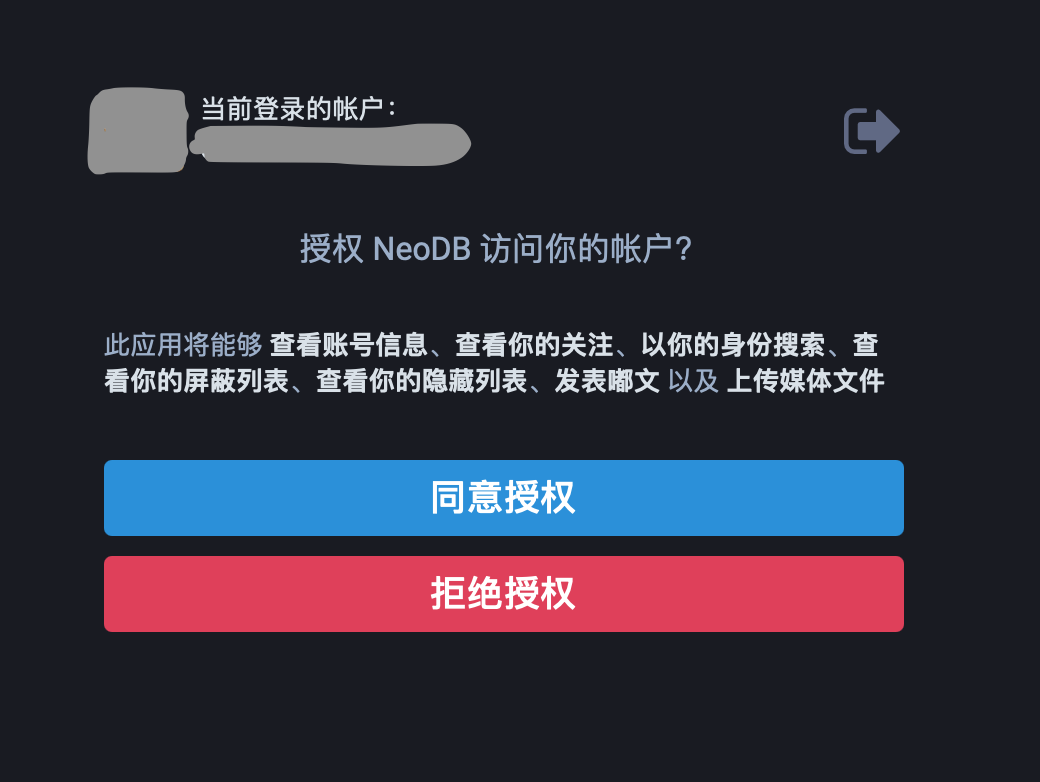 当前登录的帐户：
授权 NeoDB 访问你的帐户?
此应用将能够 查看账号信息、查看你的关注、以你的身份搜索、查
看你的屏蔽列表、查看你的隐藏列表、发表嘟文 以及 上传媒体文件
同意授权
拒绝授权